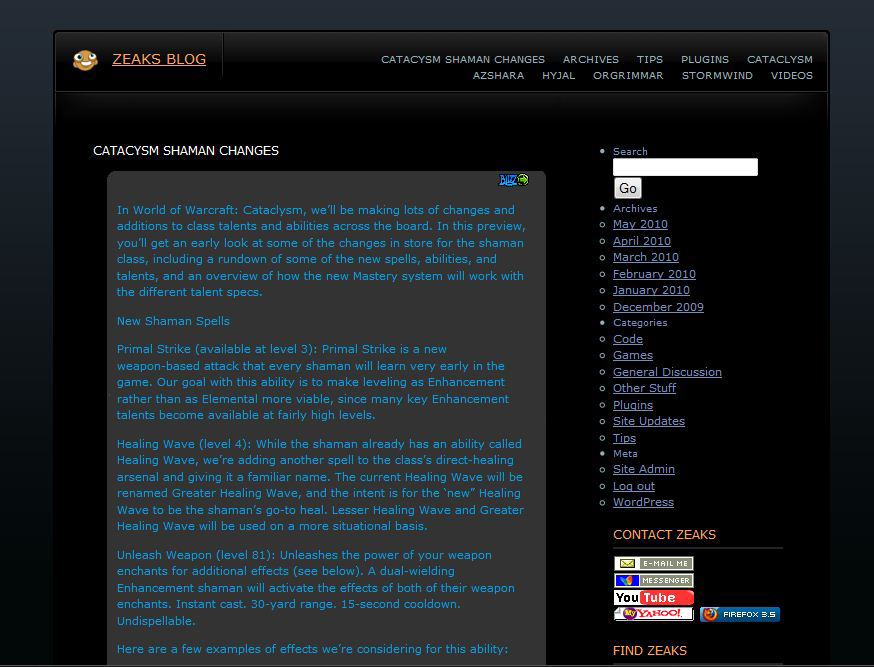 ZEAKS BLOG
CATACYSM SHAMAN CHANGES ARCHIVES TIPS PLUGINS CATACLYSM
AZSHARA HYJAL ORGRIMMAR STORMWIND VIDEOS
CATACYSM SHAMAN CHANGES
BLIZZ
In World of Warcraft: Cataclysm, we’ll be making lots of changes and
additions to class talents and abilities across the board. In this preview,
you’ll get an early look at some of the changes in store for the shaman
class, including a rundown of some of the new spells, abilities, and
talents, and an overview of how the new Mastery system will work with
the different talent specs.
New Shaman Spells
Primal Strike (available at level 3): Primal Strike is a new
weapon-based attack that every shaman will learn very early in the
game. Our goal with this ability is to make leveling as Enhancement
rather than as Elemental more viable, since many key Enhancement
talents become available at fairly high levels.
Healing Wave (level 4): While the shaman already has an ability called
Healing Wave, we’re adding another spell to the class’s direct-healing
arsenal and giving it a familiar name. The current Healing Wave will be
renamed Greater Healing Wave, and the intent is for the ‘new” Healing
Wave to be the shaman’s go-to heal. Lesser Healing Wave and Greater
Healing Wave will be used on a more situational basis.
Unleash Weapon (level 81): Unleashes the power of your weapon
enchants for additional effects (see below). A dual-wielding
Enhancement shaman will activate the effects of both of their weapon
enchants. Instant cast. 30-yard range. 15-second cooldown.
Undispellable.
Here are a few examples of effects we’re considering for this ability:
Search
Go
Archives
May 2010
April 2010
March 2010
February 2010
January 2010
December 2009
Categories
Code
Games
General Discussion
Other Stuff
Plugins
Site Updates
Tips
Meta
Site Admin
Log out
WordPress
CONTACT ZEAKS
E-MAIL ME
MESSENGER
You Tube
My YAHOO! FIREFOX 3.5
FIND ZEAKS